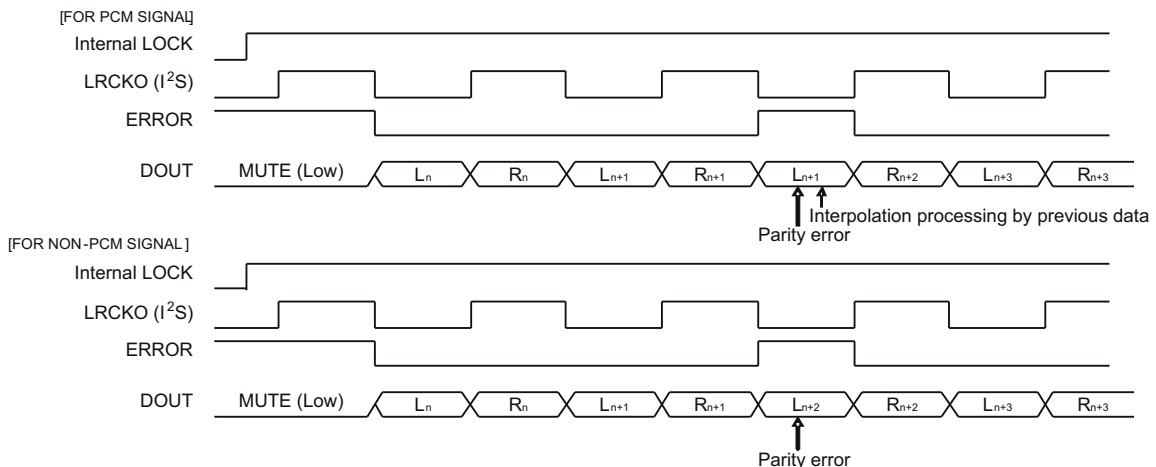 [FOR PCM SIGNAL]
Internal LOCK
LRCKO (I2S)
ERROR
DOUT MUTE (Low) Ln Rn Ln+1 Rn+1 Ln+1 Rn+2 Ln+3 Rn+3
Interpolation processing by previous data
Parity error
[FOR NON-PCM SIGNAL]
Internal LOCK
LRCKO (I2S)
ERROR
DOUT MUTE (Low) Ln Rn Ln+1 Rn+1 Ln+2 Rn+2 Ln+3 Rn+3
Parity error